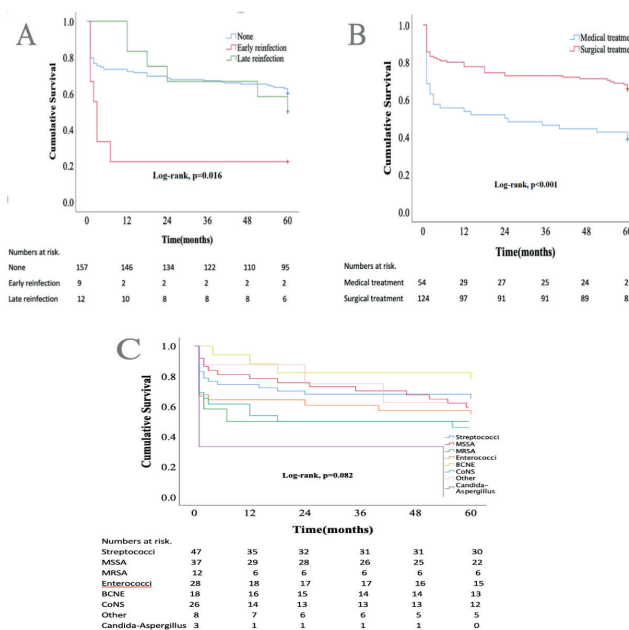 A
None
Early reinfection
Late reinfection
1.0
0.8
0.6
0.4
0.2
0.0
Cumulative Survival
Log-rank, p=0.016
0 12 24 36 48 60
Time(months)
Numbers at risk.
None 157 146 134 122 110 95
Early reinfection 9 2 2 2 2 2
Late reinfection 12 10 8 8 8 6
B
Medical treatment
Surgical treatme
1.0
0.8
0.6
0.4
0.2
0.0
Cumulative Survival
Log-rank, p<0.001
0 12 24 36 48 60
Time(months)
Numbers at risk.
Medical treatment 54 29 27 25 24 2
Surgical treatment 124 97 91 91 89 8
C
1.0
0.8
0.6
0.4
0.2
0.0
Cumulative Survival
Streptococci
MSSA
MRSA
Enterococci
BCNE
CoNS
Other
Candida-
Aspergillus
Log-rank, p=0.082
0 12 24 36 48 60
Time(months)
Numbers at risk.
Streptococci 47 35 32 31 31 30
MSSA 37 29 28 26 25 22
MRSA 12 6 6 6 6 6
Enterococci 28 18 17 17 16 15
BCNE 18 16 15 14 14 13
CoNS 26 14 13 13 13 12
Other 8 7 6 6 5 5
Candida-Aspergillus 3 1 1 1 1 0